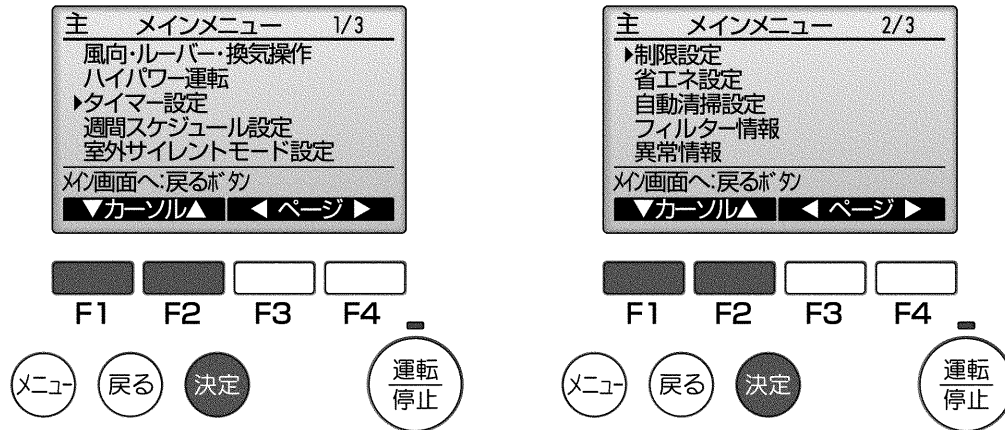 主 メインメニュー 1/3
風向・ルーバー・換気操作
ハイパワー運転
▶タイマー設定
週間スケジュール設定
室外サイレントモード設定
メイン画面へ:戻るボタン
▼カーソル▲ ◀ ページ ▶
F1 F2 F3 F4
メニュー 戻る 決定 運転
停止
主 メインメニュー 2/3
▶制限設定
省エネ設定
自動清掃設定
フィルター情報
異常情報
メイン画面へ:戻るボタン
▼カーソル▲ ◀ ページ ▶
F1 F2 F3 F4
メニュー 戻る 決定 運転
停止